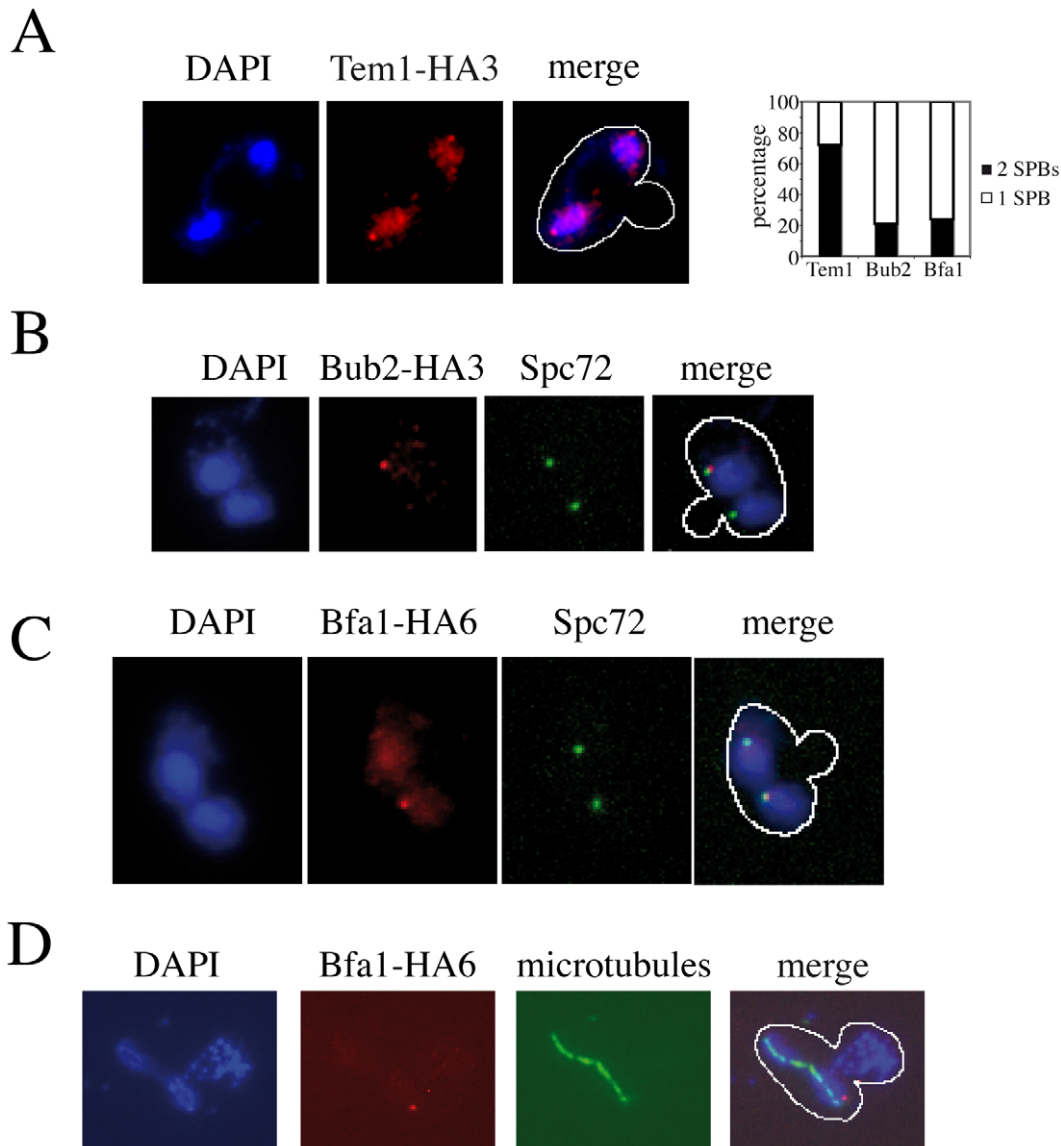 A
DAPI Tem1-HA3 merge
100
80
60
40
20
0
percentage
Tem1 Bub2 Bfa1
2 SPBs
1 SPB
B
DAPI Bub2-HA3 Spc72 merge
C
DAPI Bfa1-HA6 Spc72 merge
D
DAPI Bfa1-HA6 microtubules merge